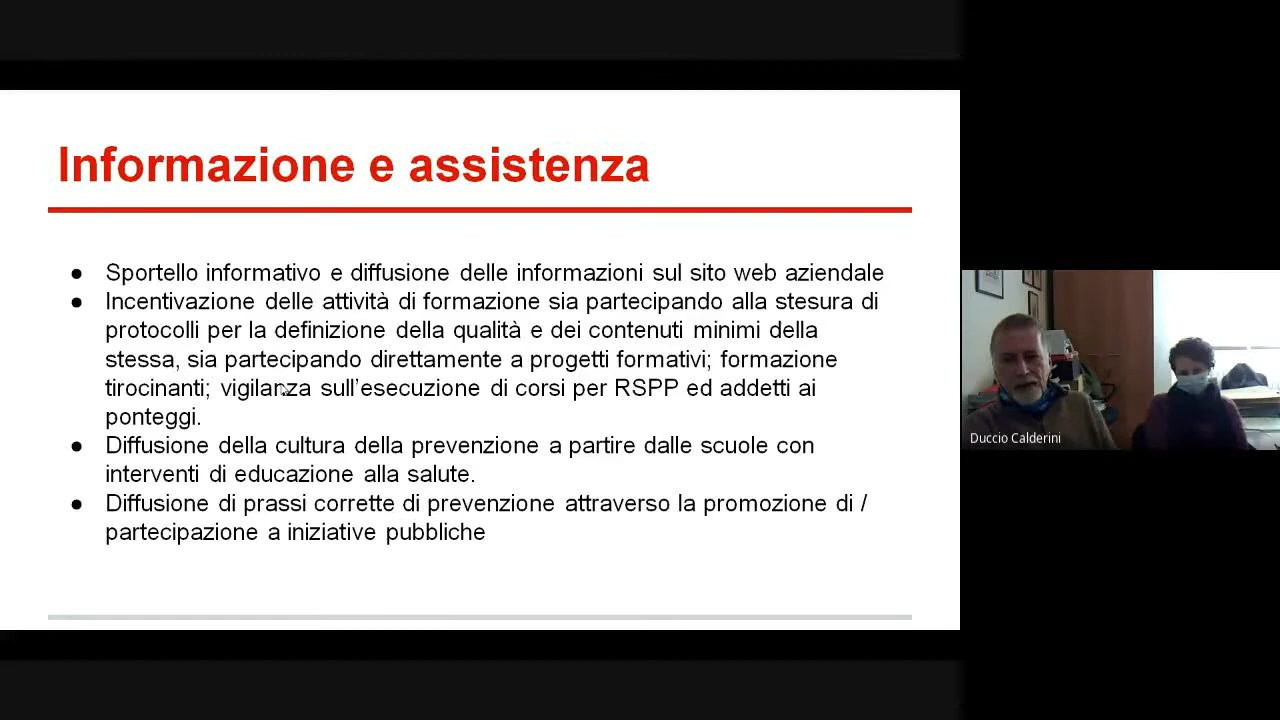 Informazione e assistenza
● Sportello informativo e diffusione delle informazioni sul sito web aziendale
● Incentivazione delle attività di formazione sia partecipando alla stesura di
protocolli per la definizione della qualità e dei contenuti minimi della
stessa, sia partecipando direttamente a progetti formativi; formazione
tirocinanti; vigilanza sull’esecuzione di corsi per RSPP ed addetti ai
ponteggi.
● Diffusione della cultura della prevenzione a partire dalle scuole con
interventi di educazione alla salute.
● Diffusione di prassi corrette di prevenzione attraverso la promozione di /
partecipazione a iniziative pubbliche
Duccio Calderini